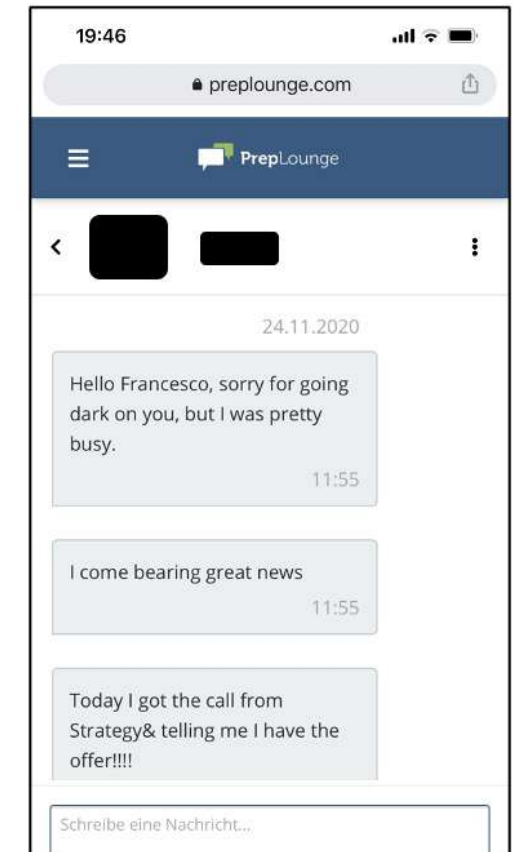 19:46
preplounge.com
PrepLounge
24.11.2020
Hello Francesco, sorry for going
dark on you, but I was pretty
busy.
11:55
I come bearing great news
11:55
Today I got the call from
Strategy& telling me I have the
offer!!!!
Schreibe eine Nachricht...